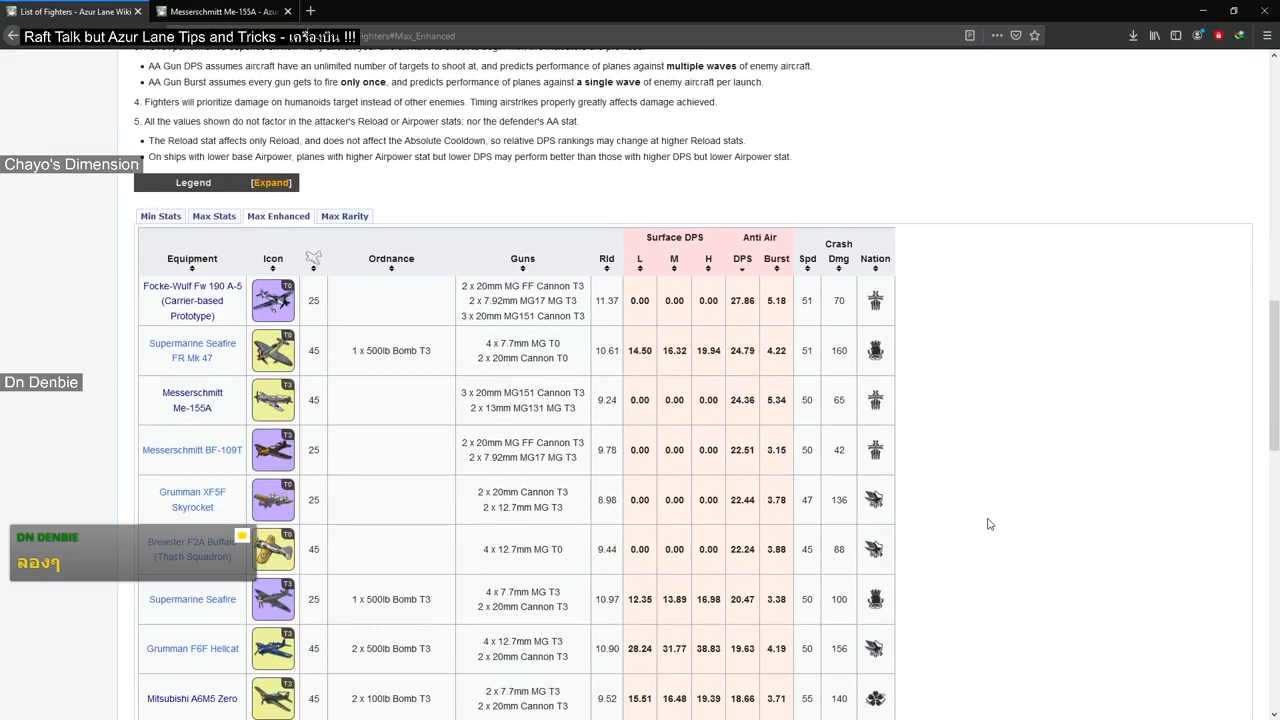 List of Fighters - Azur Lane Wiki
Messerschmitt Me-155A - Azur
Raft Talk but Azur Lane Tips and Tricks - เครื่องบิน !!!
ighters#Max_Enhanced
AA Gun DPS assumes aircraft have an unlimited number of targets to shoot at, and predicts performance of planes against multiple waves of enemy aircraft.
AA Gun Burst assumes every gun gets to fire only once, and predicts performance of planes against a single wave of enemy aircraft per launch.
4. Fighters will prioritize damage on humanoids target instead of other enemies. Timing airstrikes properly greatly affects damage achieved.
5. All the values shown do not factor in the attacker's Reload or Airpower stats; nor the defender's AA stat.
The Reload stat affects only Reload, and does not affect the Absolute Cooldown, so relative DPS rankings may change at higher Reload stats.
On ships with lower base Airpower, planes with higher Airpower stat but lower DPS may perform better than those with higher DPS but lower Airpower stat.
Chayo's Dimension
Legend [Expand]
Min Stats Max Stats Max Enhanced Max Rarity
Surface DPS Anti Air
Equipment Icon Ordnance Guns Rld L M H DPS Burst Spd Crash Dmg Nation
Focke-Wulf Fw 190 A-5
(Carrier-based
Prototype)
T0
25
2 x 20mm MG FF Cannon T3
2 x 7.92mm MG17 MG T3
3 x 20mm MG151 Cannon T3
11.37 0.00 0.00 0.00 27.86 5.18 51 70
Supermarine Seafire
FR Mk 47
T0
45 1 x 500lb Bomb T3
4 x 7.7mm MG T0
2 x 20mm Cannon T0
10.61 14.50 16.32 19.94 24.79 4.22 51 160
Dn Denbie
Messerschmitt
Me-155A
T3
45
3 x 20mm MG151 Cannon T3
2 x 13mm MG131 MG T3
9.24 0.00 0.00 0.00 24.36 5.34 50 65
Messerschmitt BF-109T
T3
25
2 x 20mm MG FF Cannon T3
2 x 7.92mm MG17 MG T3
9.78 0.00 0.00 0.00 22.51 3.15 50 42
Grumman XF5F
Skyrocket
T0
25
2 x 20mm Cannon T3
2 x 12.7mm MG T3
8.98 0.00 0.00 0.00 22.44 3.78 47 136
DN DENBIE
ลองๆ
Brewster F2A Buffalo
(Thach Squadron)
T0
45
4 x 12.7mm MG T0
9.44 0.00 0.00 0.00 22.24 3.88 45 88
Supermarine Seafire
T3
25 1 x 500lb Bomb T3
4 x 7.7mm MG T3
2 x 20mm Cannon T3
10.97 12.35 13.89 16.98 20.47 3.38 50 100
Grumman F6F Hellcat
T3
45 2 x 500lb Bomb T3
4 x 12.7mm MG T3
2 x 20mm Cannon T3
10.90 28.24 31.77 38.83 19.63 4.19 50 156
Mitsubishi A6M5 Zero
T3
45 2 x 100lb Bomb T3
2 x 7.7mm MG T3
2 x 20mm Cannon T3
9.52 15.51 16.48 19.39 18.66 3.71 55 140